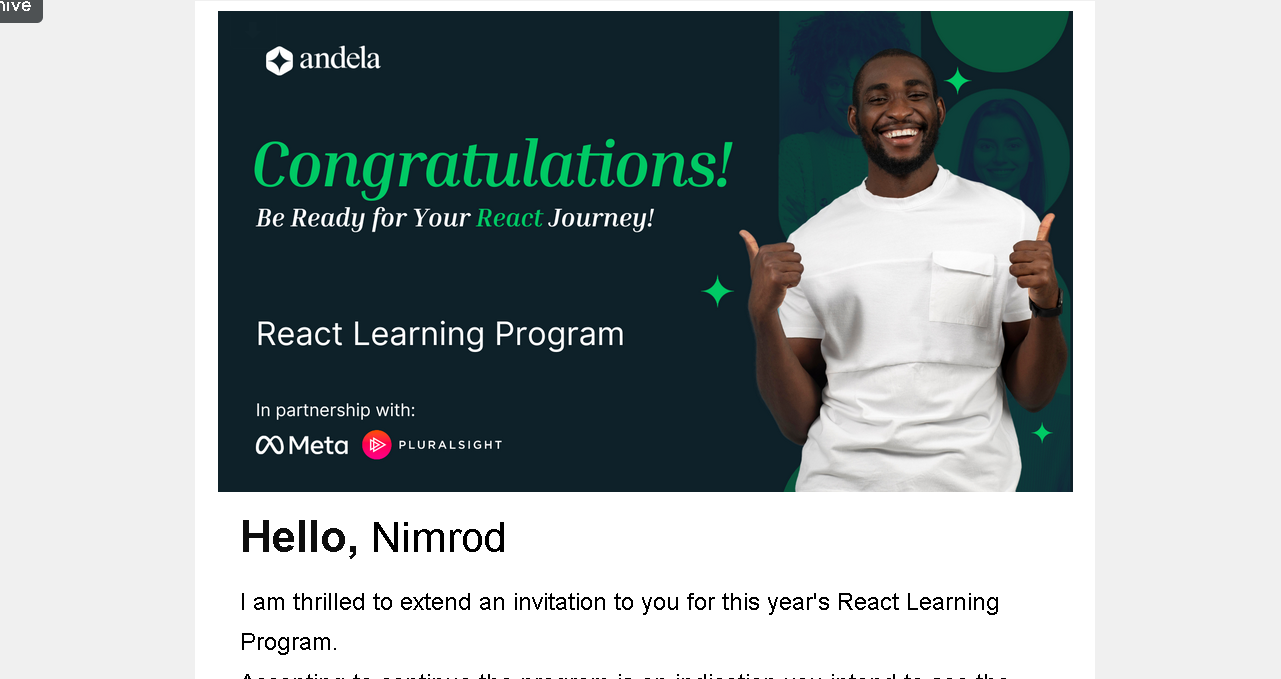 hive
andela
Congratulations!
Be Ready for Your React Journey!
React Learning Program
In partnership with:
Meta PLURALSIGHT
Hello, Nimrod
I am thrilled to extend an invitation to you for this year's React Learning
Program.